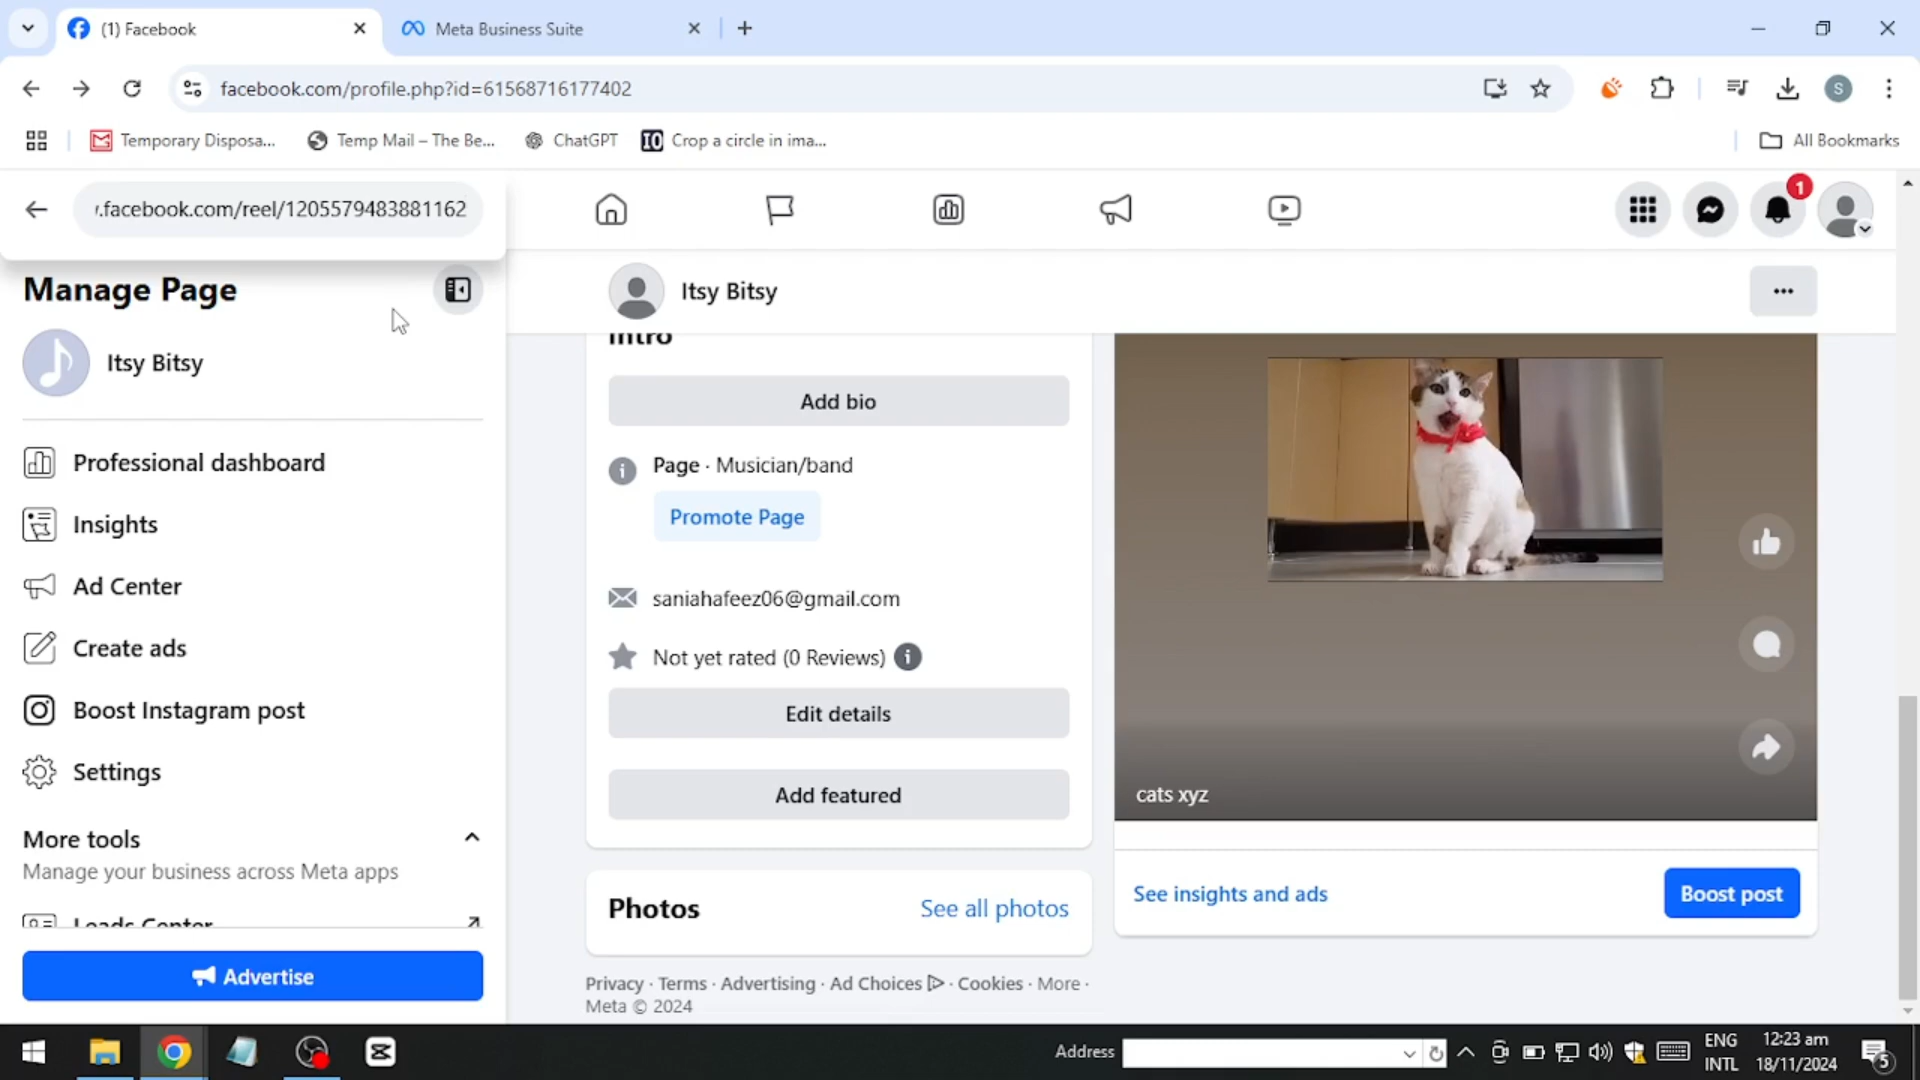 (1) Facebook
Meta Business Suite
facebook.com/profile.php?id=61568716177402
S
Temporary Disposa...
Temp Mail – The Be...
ChatGPT
IO
Crop a circle in ima...
All Bookmarks
.facebook.com/reel/1205579483881162
1
Manage Page
Itsy Bitsy
Itsy Bitsy
Professional dashboard
Insights
Ad Center
Create ads
Boost Instagram post
Settings
More tools
Manage your business across Meta apps
Leads Center
Advertise
Intro
Add bio
Page · Musician/band
Promote Page
saniahafeez06@gmail.com
Not yet rated (0 Reviews)
Edit details
Add featured
Photos
See all photos
Privacy · Terms · Advertising · Ad Choices · Cookies · More ·
Meta © 2024
cats xyz
See insights and ads
Boost post
Address
ENG
INTL
12:23 am
18/11/2024
5